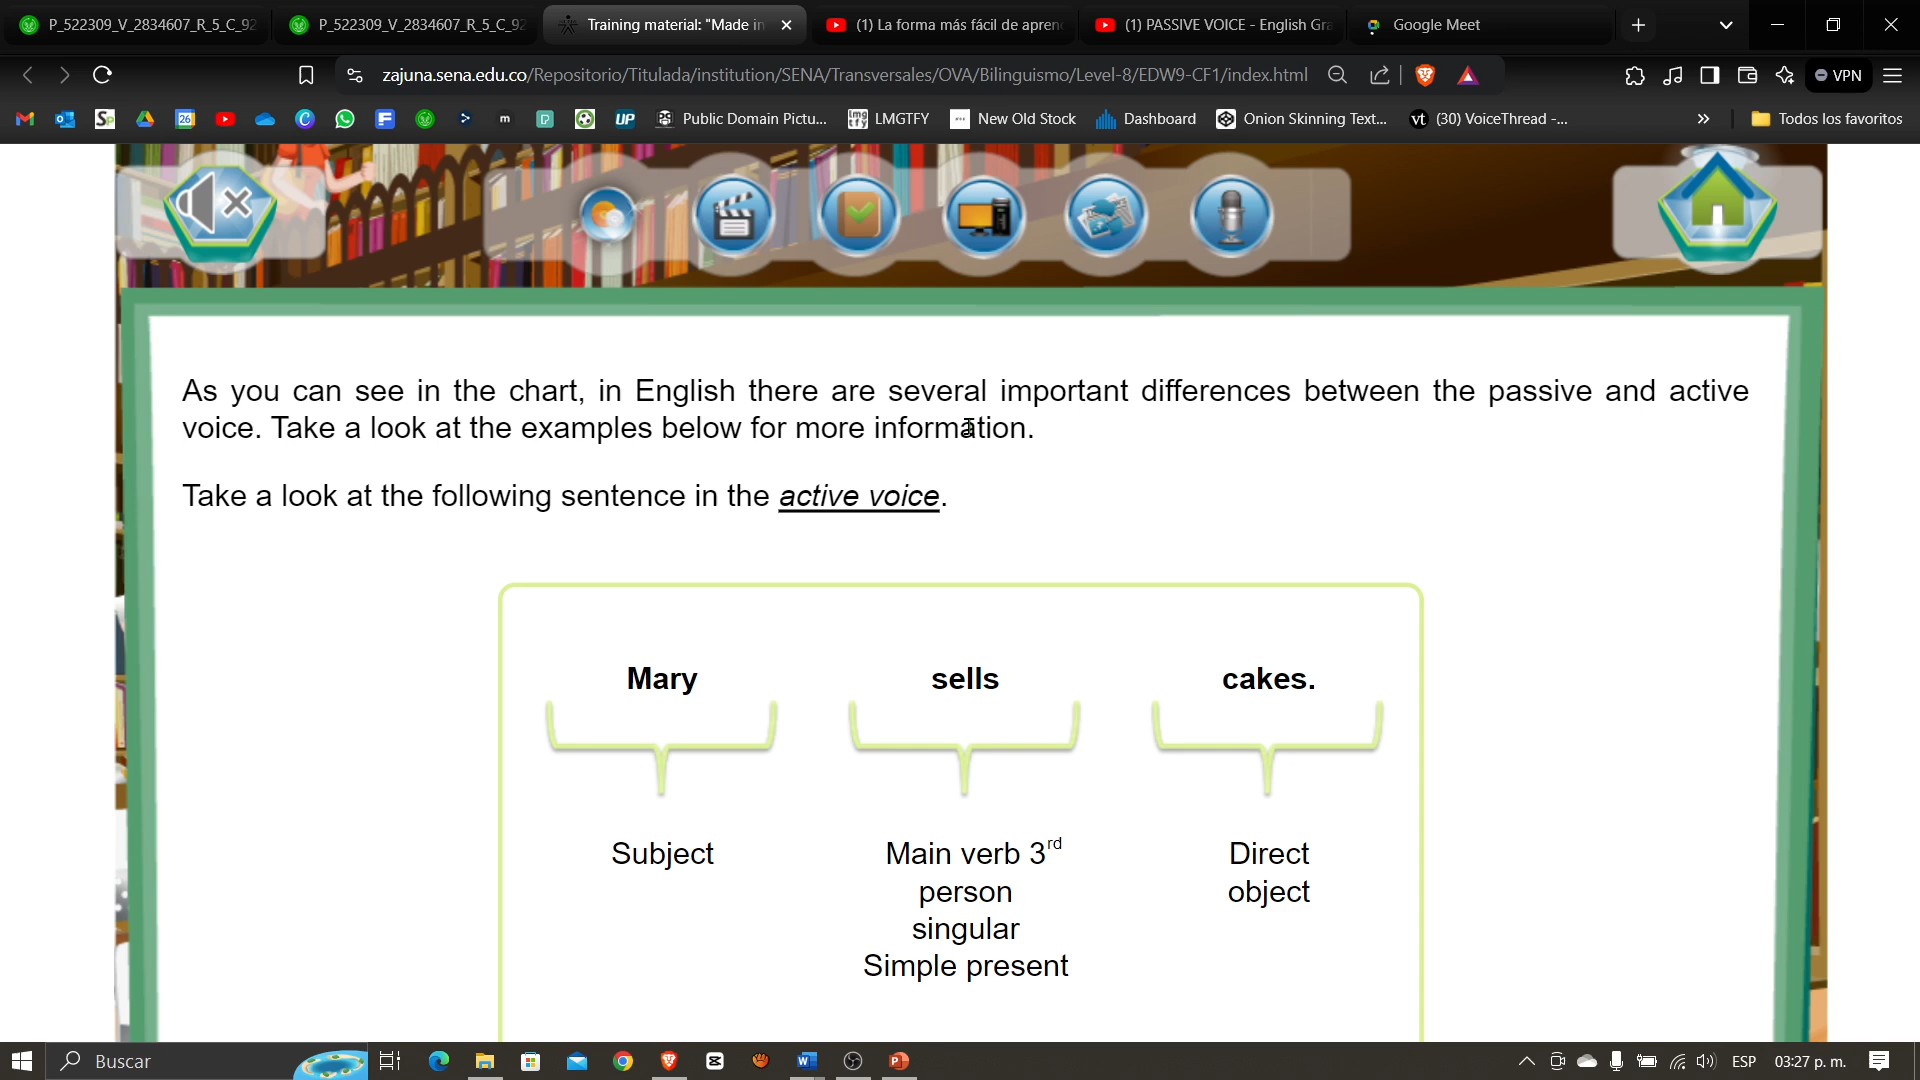 P_522309_V_2834607_R_5_C_92
P_522309_V_2834607_R_5_C_92
Training material: "Made in
(1) La forma más fácil de apren
(1) PASSIVE VOICE - English Gra
Google Meet
zajuna.sena.edu.co/Repositorio/Titulada/institution/SENA/Transversales/OVA/Bilinguismo/Level-8/EDW9-CF1/index.html
VPN
26
UP
Public Domain Pictu...
LMGTFY
New Old Stock
Dashboard
Onion Skinning Text...
vt
(30) VoiceThread -...
Todos los favoritos
As you can see in the chart, in English there are several important differences between the passive and active
voice. Take a look at the examples below for more information.
Take a look at the following sentence in the active voice.
Mary sells cakes.
Subject
Main verb 3rd
person
singular
Simple present
Direct
object
Buscar
ESP
03:27 p. m.